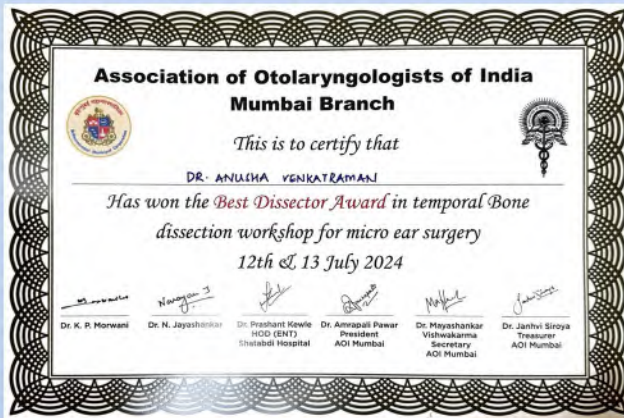 Association of Otolaryngologists of India
Mumbai Branch
This is to certify that
DR. ANUSHA VENKATRAMAN
Has won the Best Dissector Award in temporal Bone
dissection workshop for micro ear surgery
12th & 13 July 2024
Dr. K. P. Morwani
Dr. N. Jayashankar
Dr. Prashant Kewle
HOD (ENT)
Shatabdi Hospital
Dr. Amrapali Pawar
President
AOI Mumbai
Dr. Mayashankar
Vishwakarma
Secretary
AOI Mumbai
Dr. Janhvi Siroya
Treasurer
AOI Mumbai